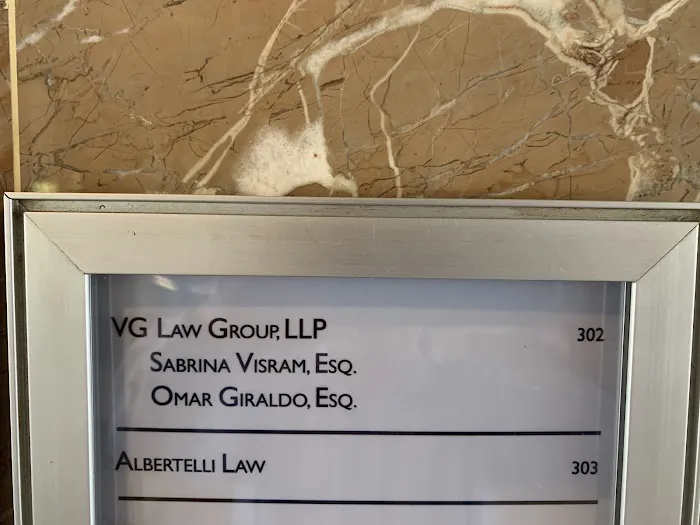 VG LAW GROUP, LLP 302
SABRINA VISRAM, ESQ.
OMAR GIRALDO, ESQ.
ALBERTELLI LAW 303